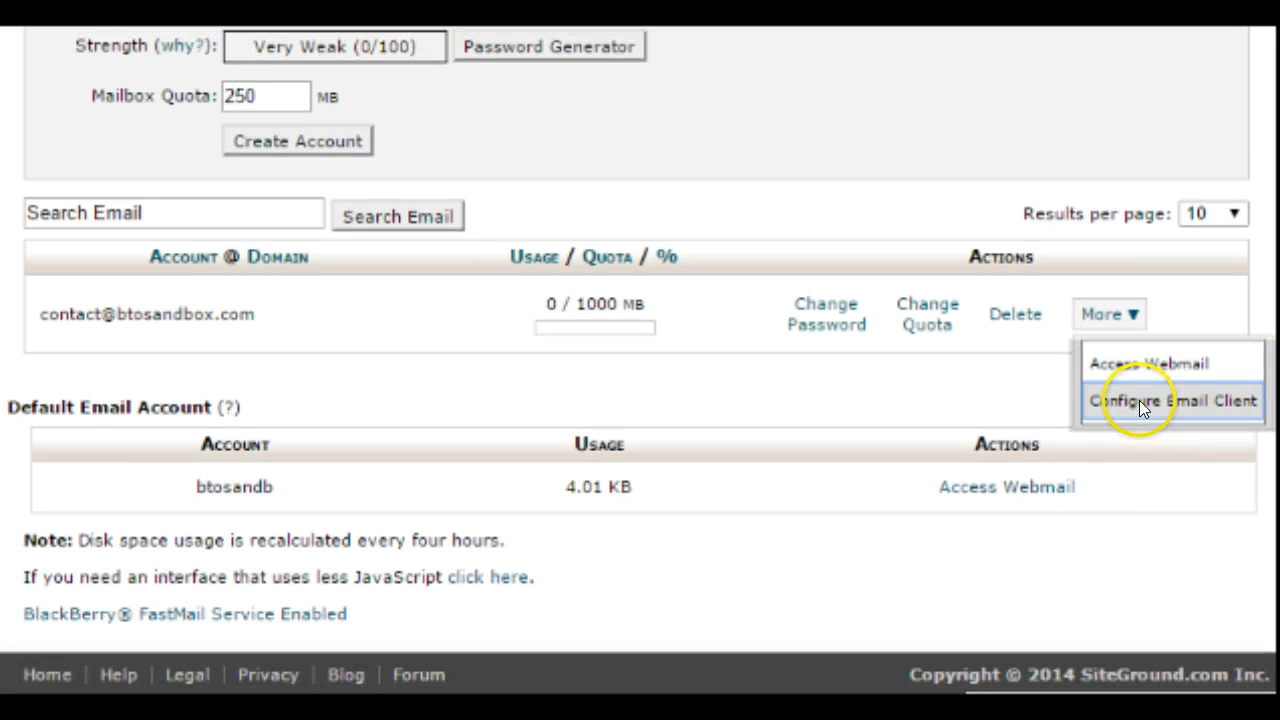 Strength (why?): Very Weak (0/100) Password Generator
Mailbox Quota: 250 MB
Create Account
Search Email Search Email Results per page: 10 ▼
Account @ Domain Usage / Quota / % Actions
contact@btosandbox.com 0 / 1000 MB Change Password Change Quota Delete More ▼
Access Webmail
Configure Email Client
Default Email Account (?)
Account Usage Actions
btosandb 4.01 KB Access Webmail
Note: Disk space usage is recalculated every four hours.
If you need an interface that uses less JavaScript click here.
BlackBerry® FastMail Service Enabled
Home | Help | Legal | Privacy | Blog | Forum Copyright © 2014 SiteGround.com Inc.